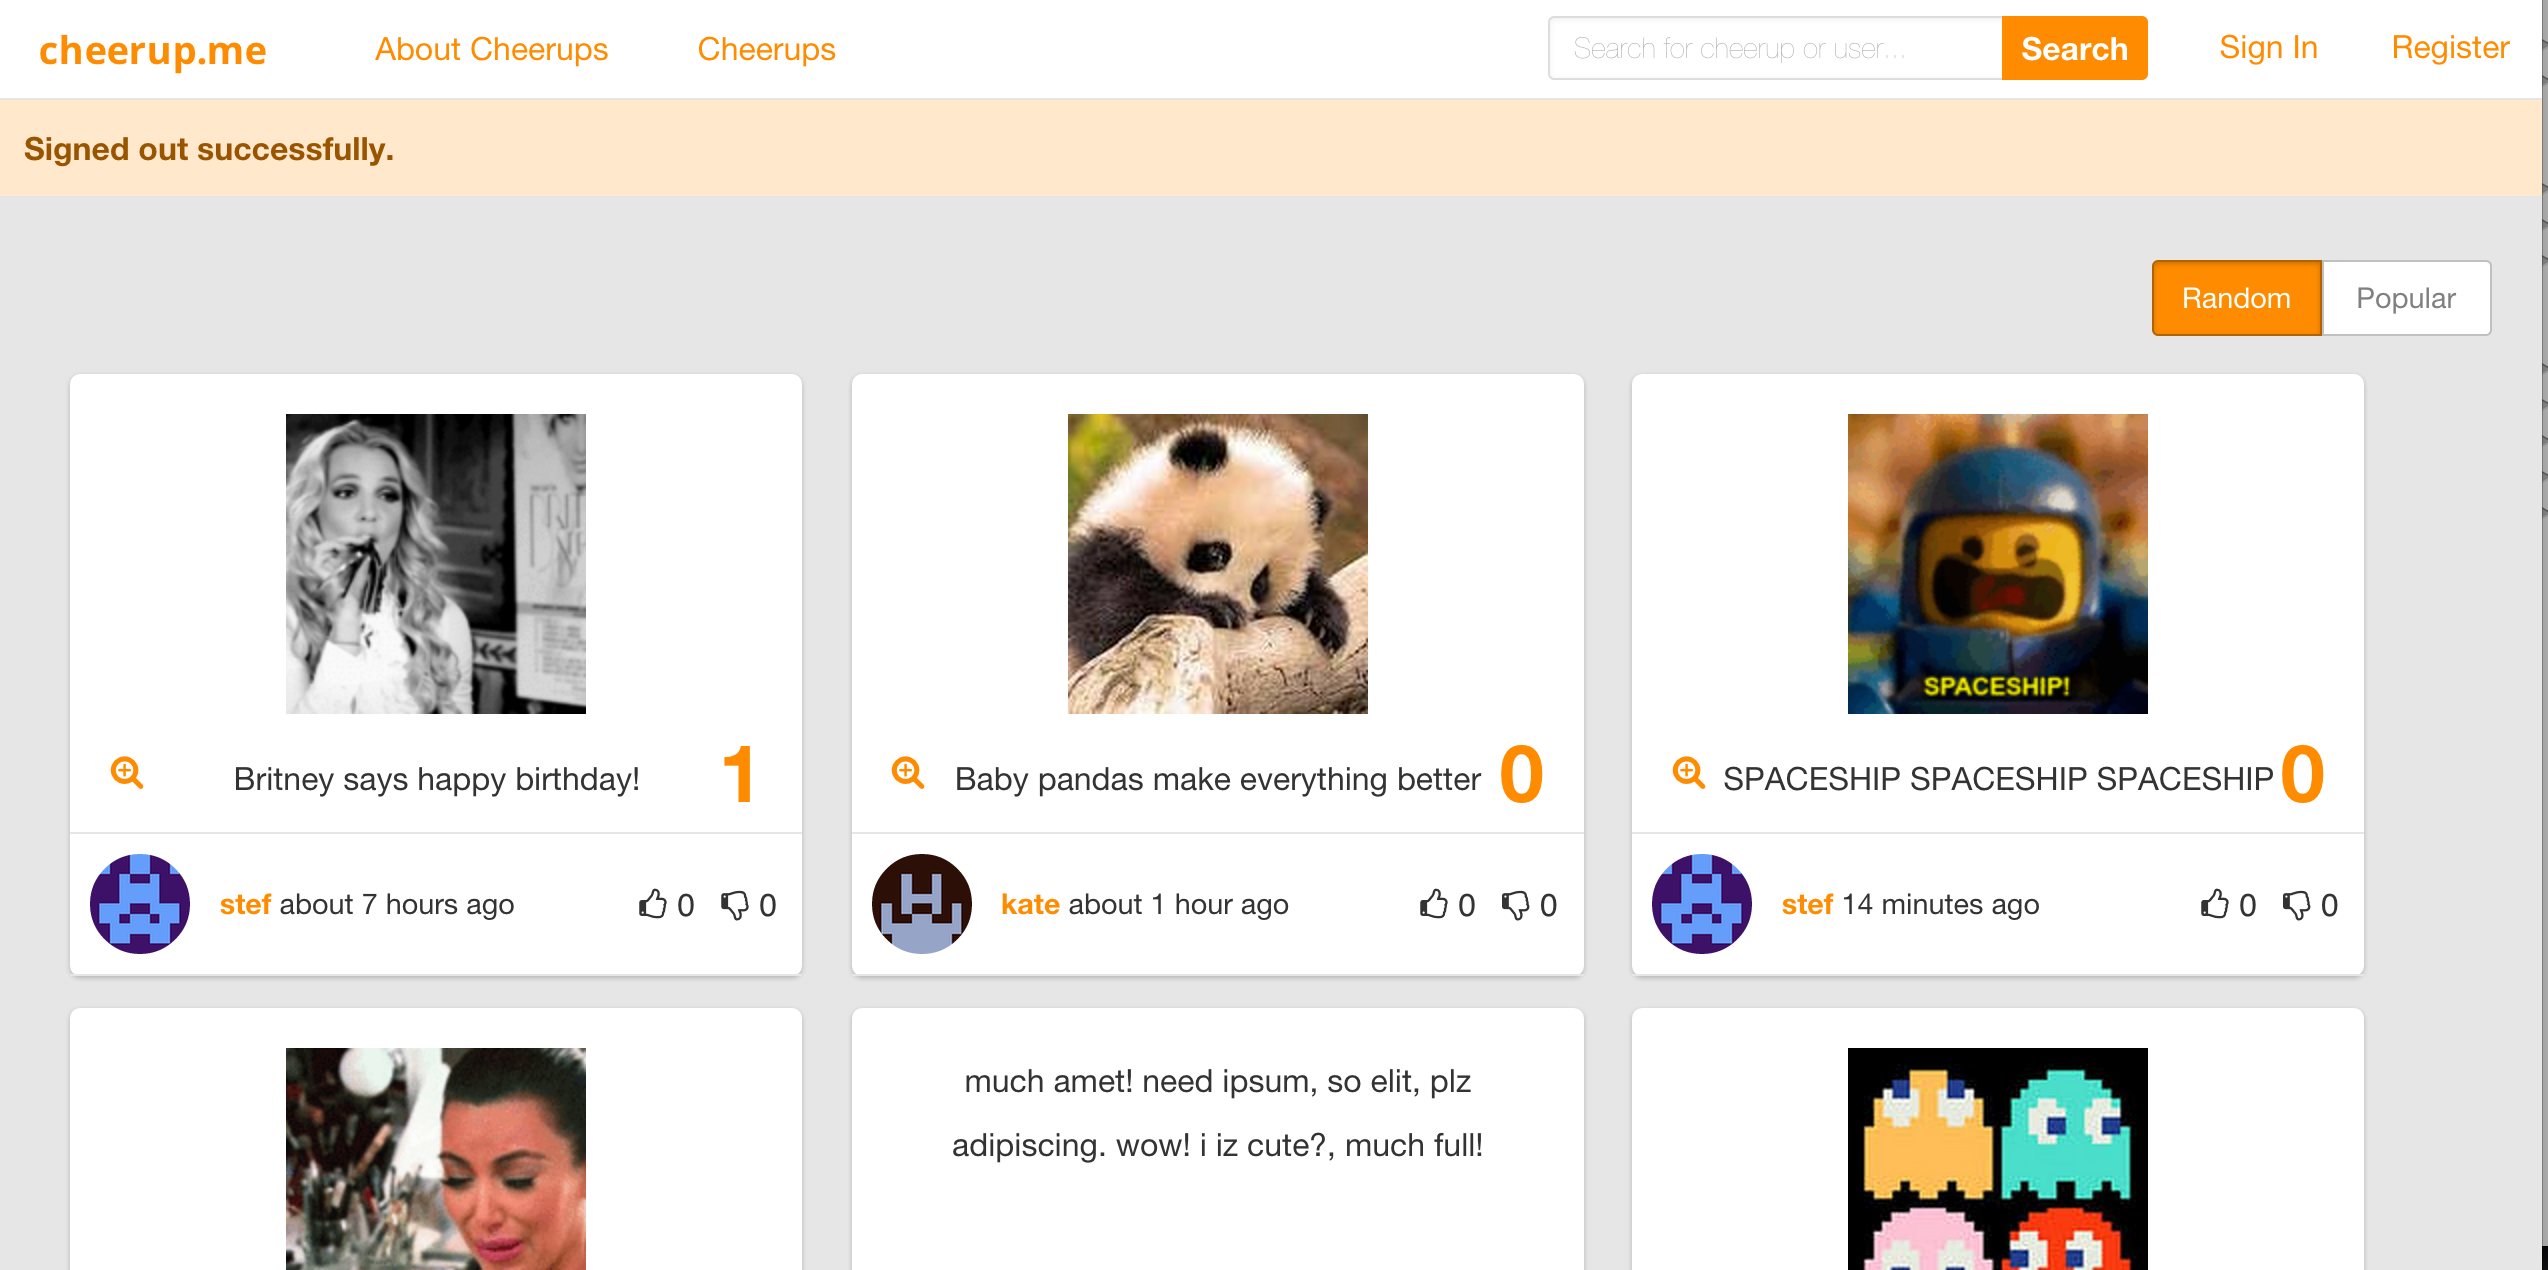 cheerup.me About Cheerups Cheerups Search for cheerup or user... Search Sign In Register
Signed out successfully.
Random Popular
SPACESHIP!
Britney says happy birthday! 1
Baby pandas make everything better 0
SPACESHIP SPACESHIP SPACESHIP 0
stef about 7 hours ago 0 0
kate about 1 hour ago 0 0
stef 14 minutes ago 0 0
much amet! need ipsum, so elit, plz
adipiscing. wow! i iz cute?, much full!